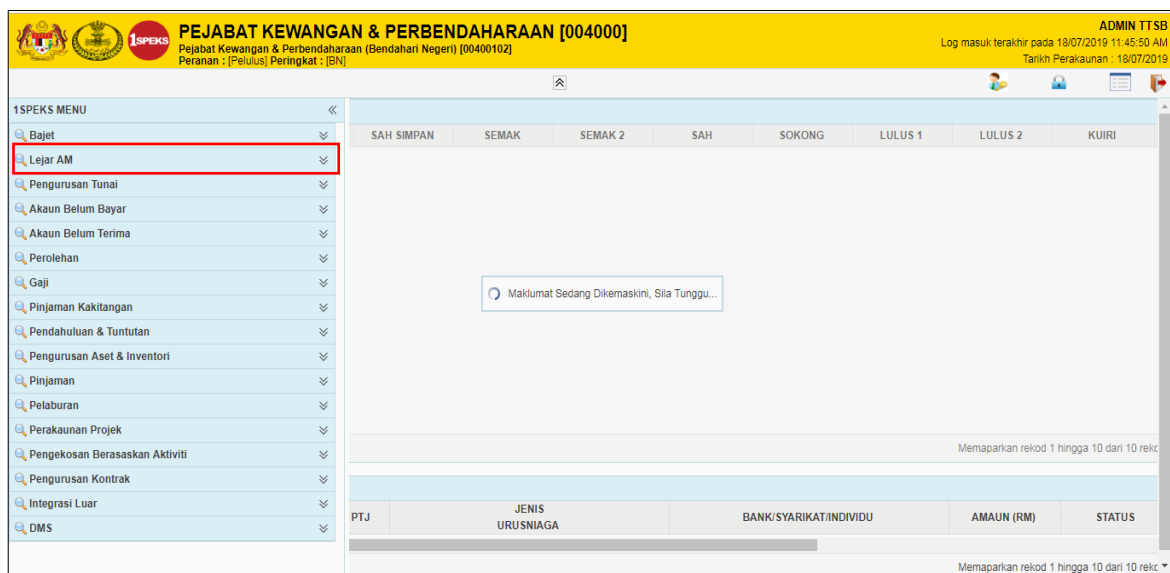 1SPEKS
PEJABAT KEWANGAN & PERBENDAHARAAN [004000]
Pejabat Kewangan & Perbendaharaan (Bendahari Negeri) [00400102]
Peranan : [Pelulus] Peringkat : [BN]
ADMIN TTSB
Log masuk terakhir pada 18/07/2019 11:45:50 AM
Tarikh Perakaunan : 18/07/2019
1SPEKS MENU
Bajet
Lejar AM
Pengurusan Tunai
Akaun Belum Bayar
Akaun Belum Terima
Perolehan
Gaji
Pinjaman Kakitangan
Pendahuluan & Tuntutan
Pengurusan Aset & Inventori
Pinjaman
Pelaburan
Perakaunan Projek
Pengekosan Berasaskan Aktiviti
Pengurusan Kontrak
Integrasi Luar
DMS
SAH SIMPAN SEMAK SEMAK 2 SAH SOKONG LULUS 1 LULUS 2 KUIRI
Maklumat Sedang Dikemaskini, Sila Tunggu...
Memaparkan rekod 1 hingga 10 dari 10 reko
PTJ JENIS URUSNIAGA BANK/SYARIKAT/INDIVIDU AMAUN (RM) STATUS
Memaparkan rekod 1 hingga 10 dari 10 reko